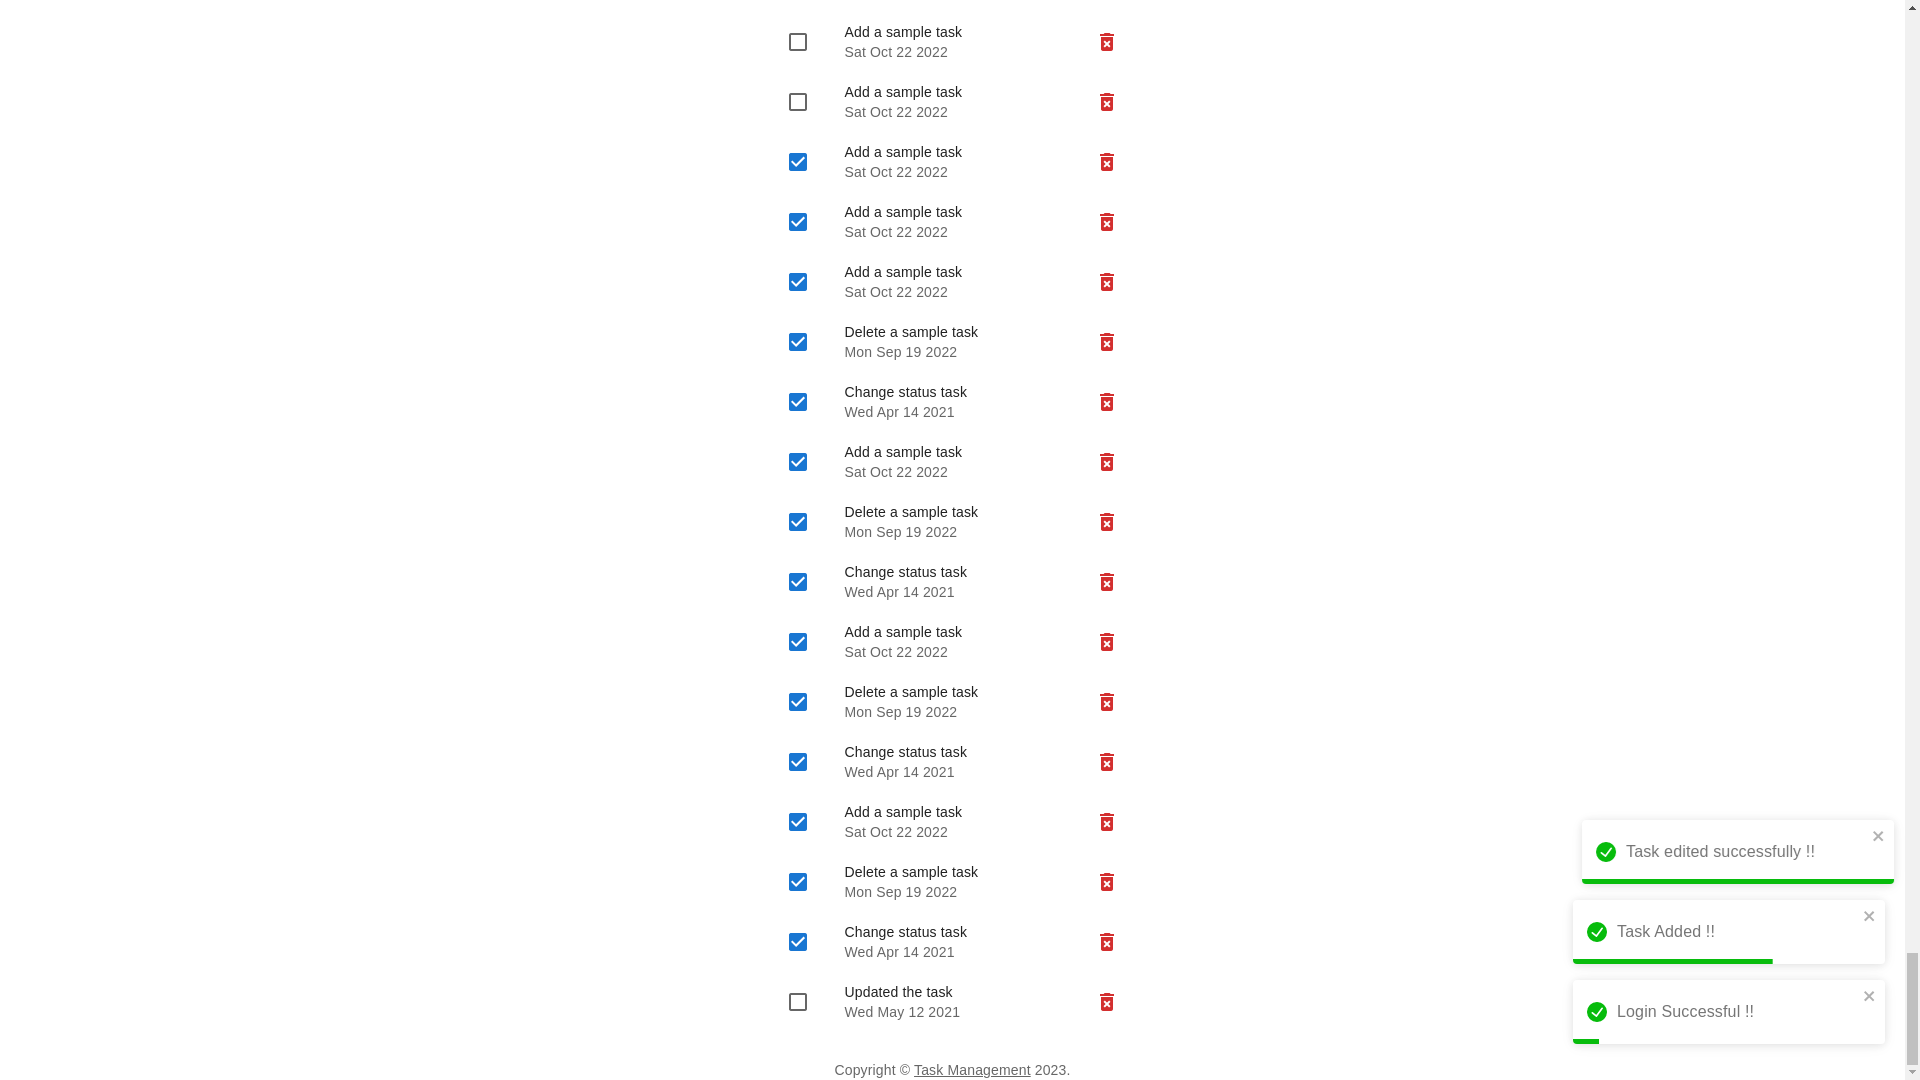 Add a sample task
Sat Oct 22 2022
Add a sample task
Sat Oct 22 2022
Add a sample task
Sat Oct 22 2022
Add a sample task
Sat Oct 22 2022
Add a sample task
Sat Oct 22 2022
Delete a sample task
Mon Sep 19 2022
Change status task
Wed Apr 14 2021
Add a sample task
Sat Oct 22 2022
Delete a sample task
Mon Sep 19 2022
Change status task
Wed Apr 14 2021
Add a sample task
Sat Oct 22 2022
Delete a sample task
Mon Sep 19 2022
Change status task
Wed Apr 14 2021
Add a sample task
Sat Oct 22 2022
Delete a sample task
Mon Sep 19 2022
Change status task
Wed Apr 14 2021
Updated the task
Wed May 12 2021
Copyright © Task Management 2023.
Task edited successfully !!
Task Added !!
Login Successful !!